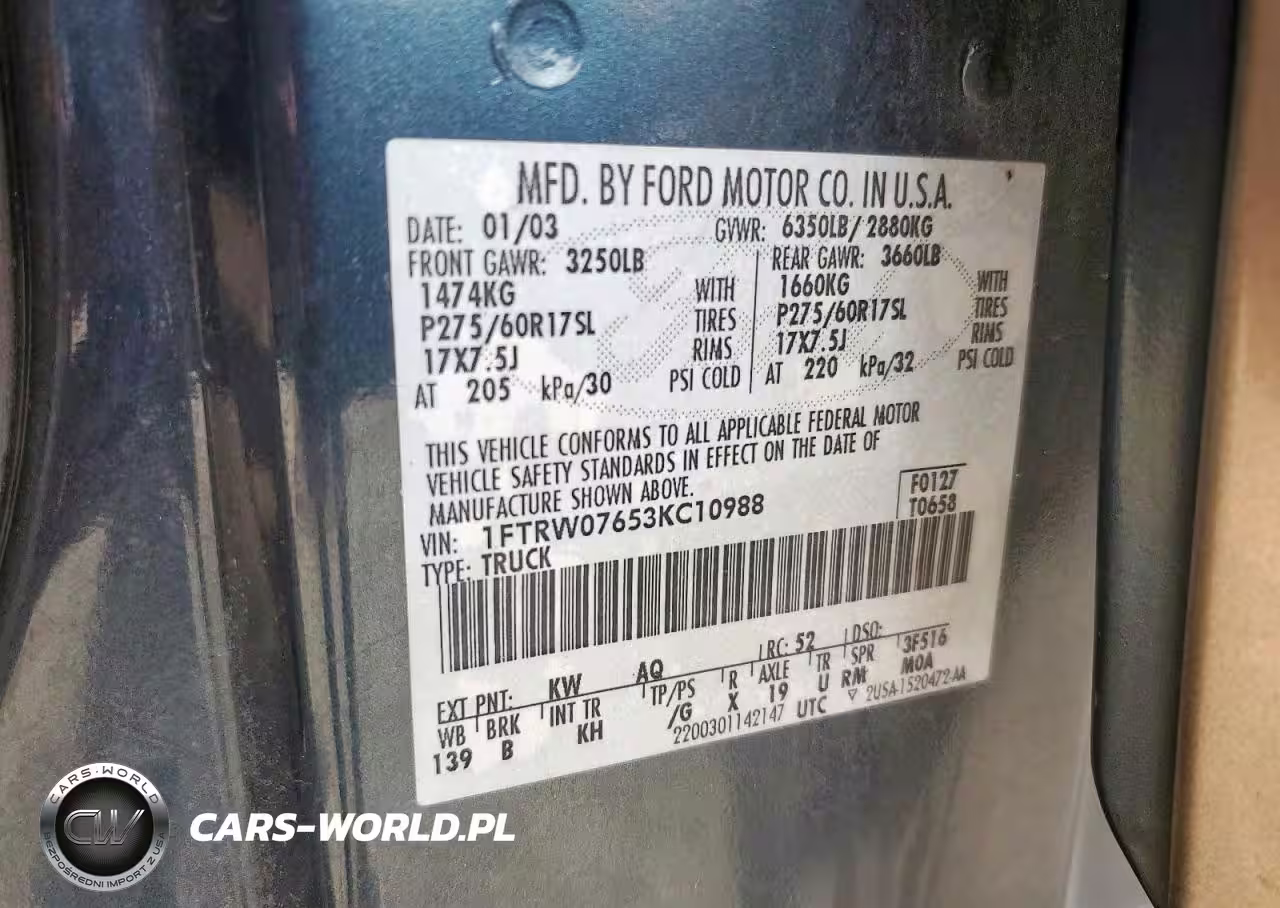 MFD. BY FORD MOTOR CO. IN U.S.A.
DATE: 01/03 GVWR: 6350LB/ 2880KG
FRONT GAWR: 3250LB REAR GAWR: 3660LB
1474KG WITH 1660KG WITH
P275/60R17SL TIRES P275/60R17SL TIRES
17X7.5J RIMS 17X7.5J RIMS
AT 205 kPa/30 PSI COLD AT 220 kPa/32 PSI COLD
THIS VEHICLE CONFORMS TO ALL APPLICABLE FEDERAL MOTOR
VEHICLE SAFETY STANDARDS IN EFFECT ON THE DATE OF
MANUFACTURE SHOWN ABOVE.
F0127
VIN: 1FTRW07653KC10988 T0658
TYPE: TRUCK
EXT PNT: KW AQ RC: 52 DSO: 3F516
WB BRK INT TR TP/PS R AXLE TR SPR M0A
139 B KH /G X 19 U RM
2200301142147 UTC ▽ 2USA-1520472-AA
CARS-WORLD
CW
BEZPOŚREDNI IMPORT Z USA
CARS-WORLD.PL